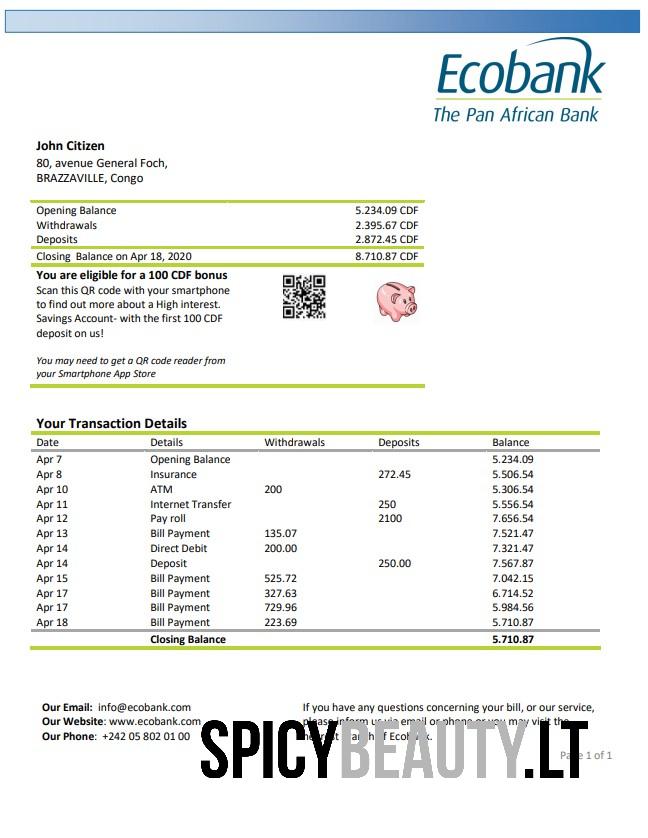 Ecobank
The Pan African Bank
John Citizen
80, avenue General Foch,
BRAZZAVILLE, Congo
Opening Balance 5.234.09 CDF
Withdrawals 2.395.67 CDF
Deposits 2.872.45 CDF
Closing Balance on Apr 18, 2020 8.710.87 CDF
You are eligible for a 100 CDF bonus
Scan this QR code with your smartphone
to find out more about a High interest.
Savings Account- with the first 100 CDF
deposit on us!
You may need to get a QR code reader from
your Smartphone App Store
Your Transaction Details
Date Details Withdrawals Deposits Balance
Apr 7 Opening Balance 5.234.09
Apr 8 Insurance 272.45 5.506.54
Apr 10 ATM 200 5.306.54
Apr 11 Internet Transfer 250 5.556.54
Apr 12 Pay roll 2100 7.656.54
Apr 13 Bill Payment 135.07 7.521.47
Apr 14 Direct Debit 200.00 7.321.47
Apr 14 Deposit 250.00 7.567.87
Apr 15 Bill Payment 525.72 7.042.15
Apr 17 Bill Payment 327.63 6.714.52
Apr 17 Bill Payment 729.96 5.984.56
Apr 18 Bill Payment 223.69 5.710.87
Closing Balance 5.710.87
Our Email: info@ecobank.com
Our Website: www.ecobank.com
Our Phone: +242 05 802 01 00
If you have any questions concerning your bill, or our service,
please inform us via email or phone or you may visit the
of Ecobank.
SPICYBEAUTY.LT
Page 1 of 1